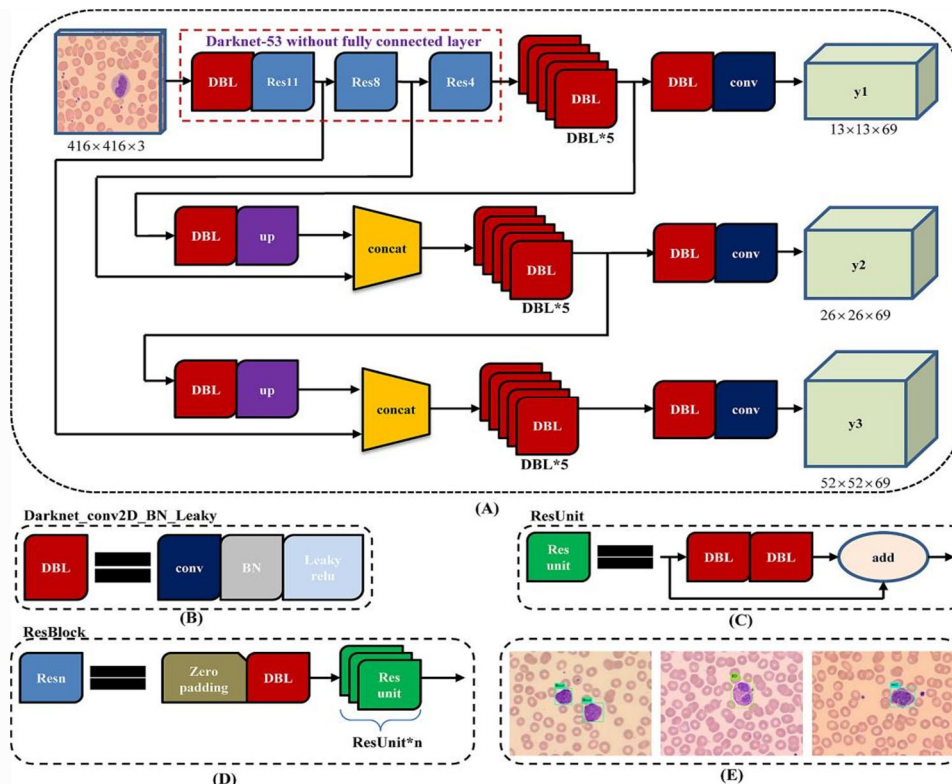 Darknet-53 without fully connected layer
DBL
Res11
Res8
Res4
DBL
DBL*5
DBL
conv
y1
416×416×3
13×13×69
DBL
up
concat
DBL
DBL*5
DBL
conv
y2
26×26×69
DBL
up
concat
DBL
DBL*5
DBL
conv
y3
52×52×69
(A)
Darknet_conv2D_BN_Leaky
DBL
conv
BN
Leaky
relu
(B)
ResUnit
Res
unit
DBL
DBL
add
(C)
ResBlock
Resn
Zero
padding
DBL
Res
unit
ResUnit*n
(D)
(E)